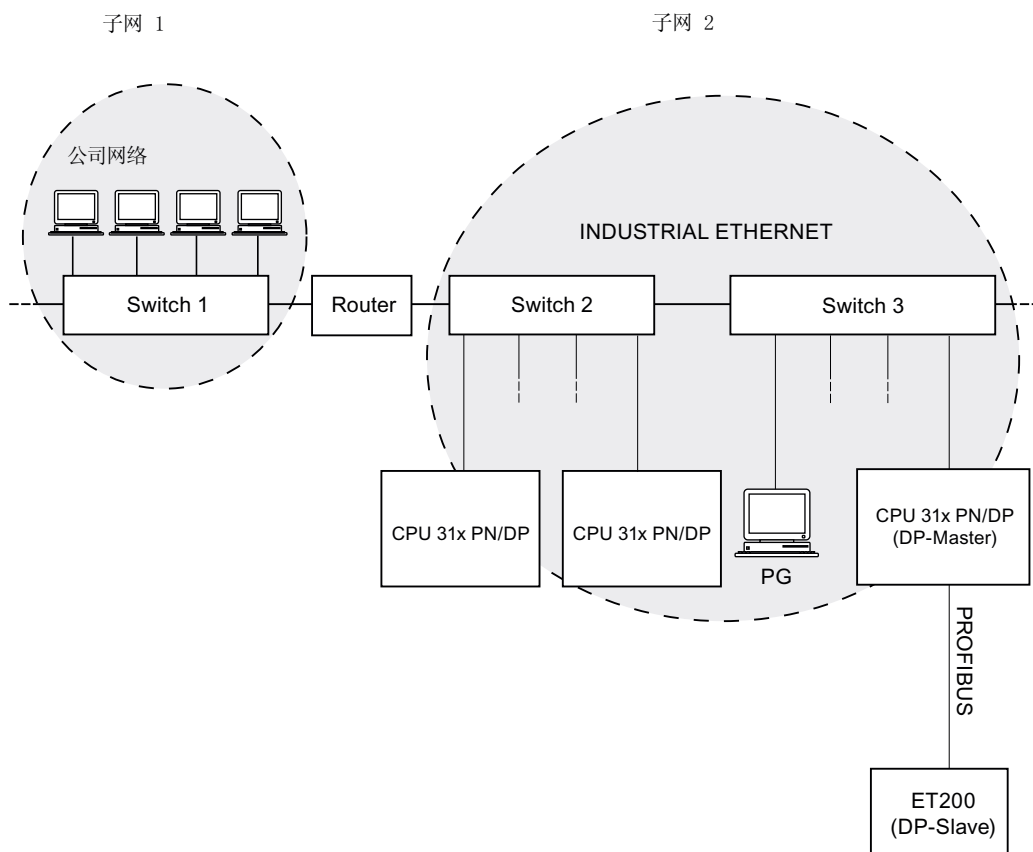 子网 1
子网 2
公司网络
INDUSTRIAL ETHERNET
Switch 1
Router
Switch 2
Switch 3
CPU 31x PN/DP
CPU 31x PN/DP
PG
CPU 31x PN/DP
(DP-Master)
PROFIBUS
ET200
(DP-Slave)